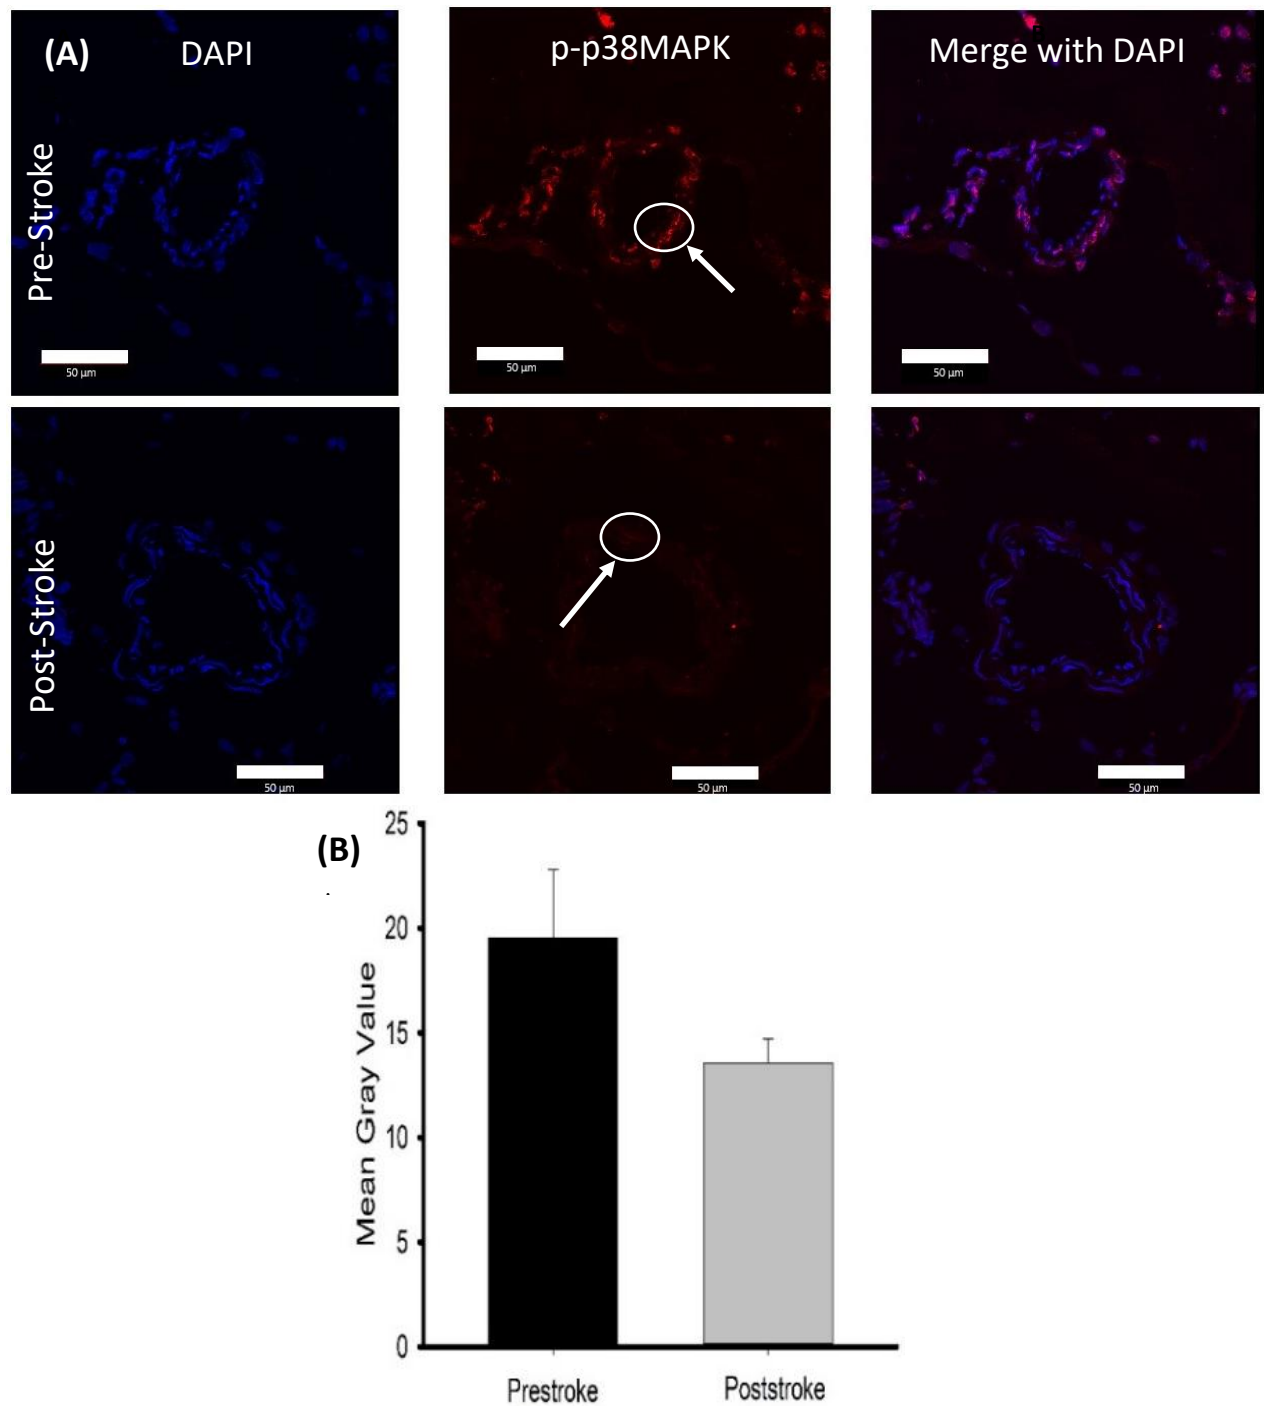 (A)
DAPI
p-p38MAPK
Merge with DAPI
Pre-Stroke
50 µm
50 µm
50 µm
Post-Stroke
50 µm
50 µm
50 µm
(B)
25
20
15
10
5
0
Mean Gray Value
Prestroke
Poststroke